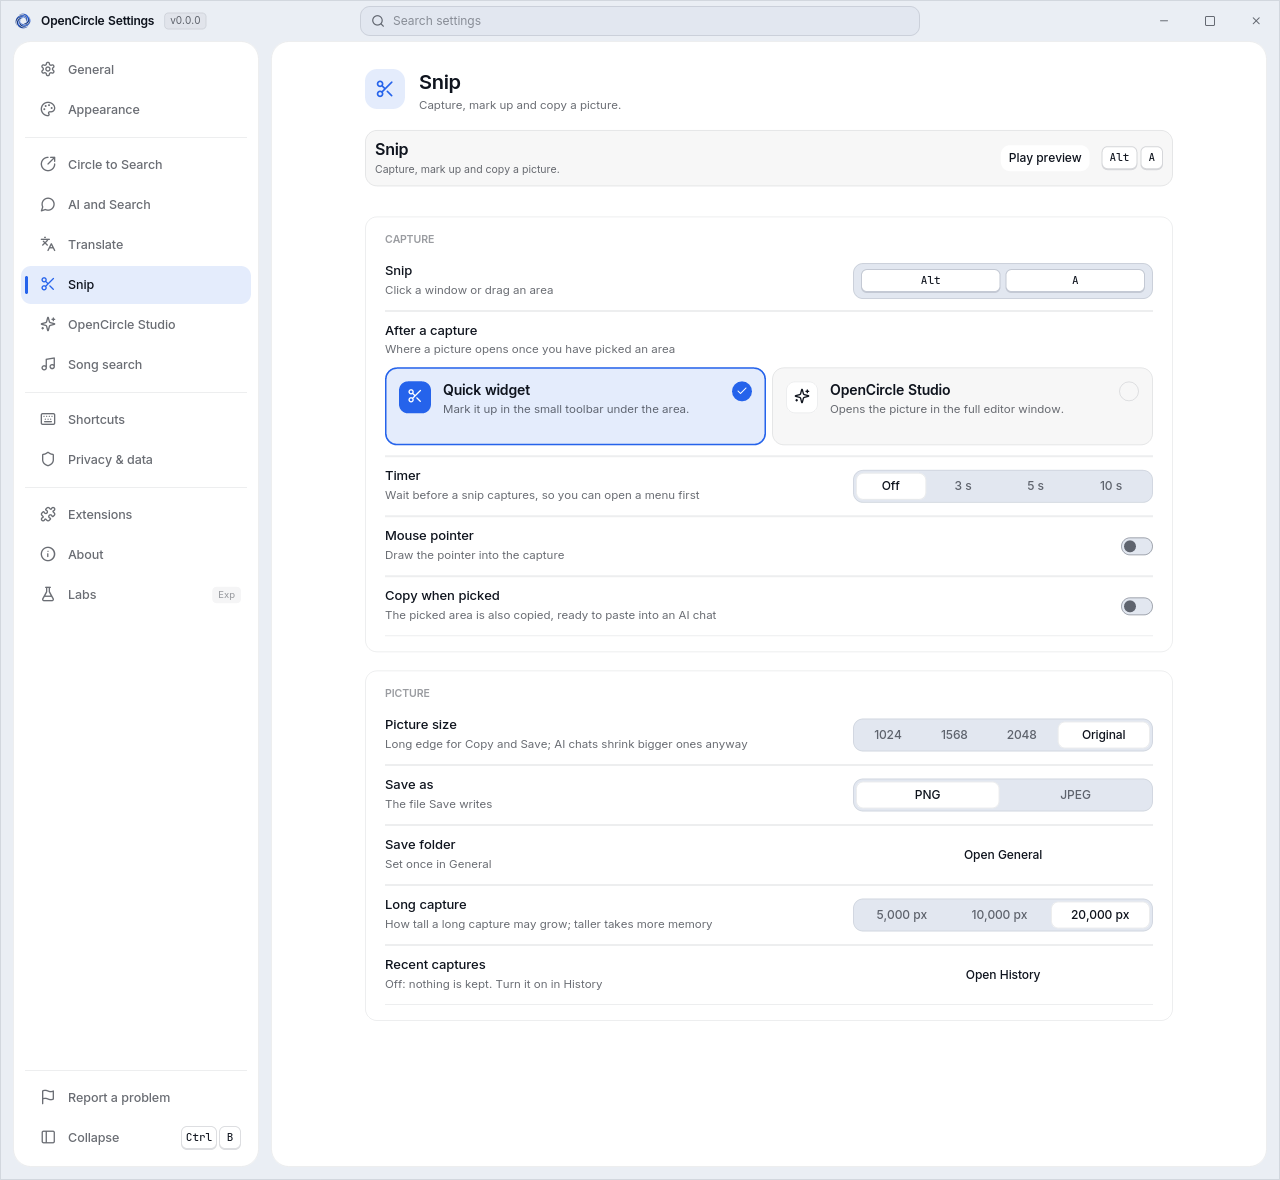 OpenCircle Settings v0.0.0
Search settings
General
Appearance
Circle to Search
AI and Search
Translate
Snip
OpenCircle Studio
Song search
Shortcuts
Privacy & data
Extensions
About
Labs Exp
Report a problem
Collapse Ctrl B
Snip
Capture, mark up and copy a picture.
Snip
Capture, mark up and copy a picture.
Play preview Alt A
CAPTURE
Snip
Click a window or drag an area
Alt A
After a capture
Where a picture opens once you have picked an area
Quick widget
Mark it up in the small toolbar under the area.
OpenCircle Studio
Opens the picture in the full editor window.
Timer
Wait before a snip captures, so you can open a menu first
Off 3 s 5 s 10 s
Mouse pointer
Draw the pointer into the capture
Copy when picked
The picked area is also copied, ready to paste into an AI chat
PICTURE
Picture size
Long edge for Copy and Save; AI chats shrink bigger ones anyway
1024 1568 2048 Original
Save as
The file Save writes
PNG JPEG
Save folder
Set once in General
Open General
Long capture
How tall a long capture may grow; taller takes more memory
5,000 px 10,000 px 20,000 px
Recent captures
Off: nothing is kept. Turn it on in History
Open History